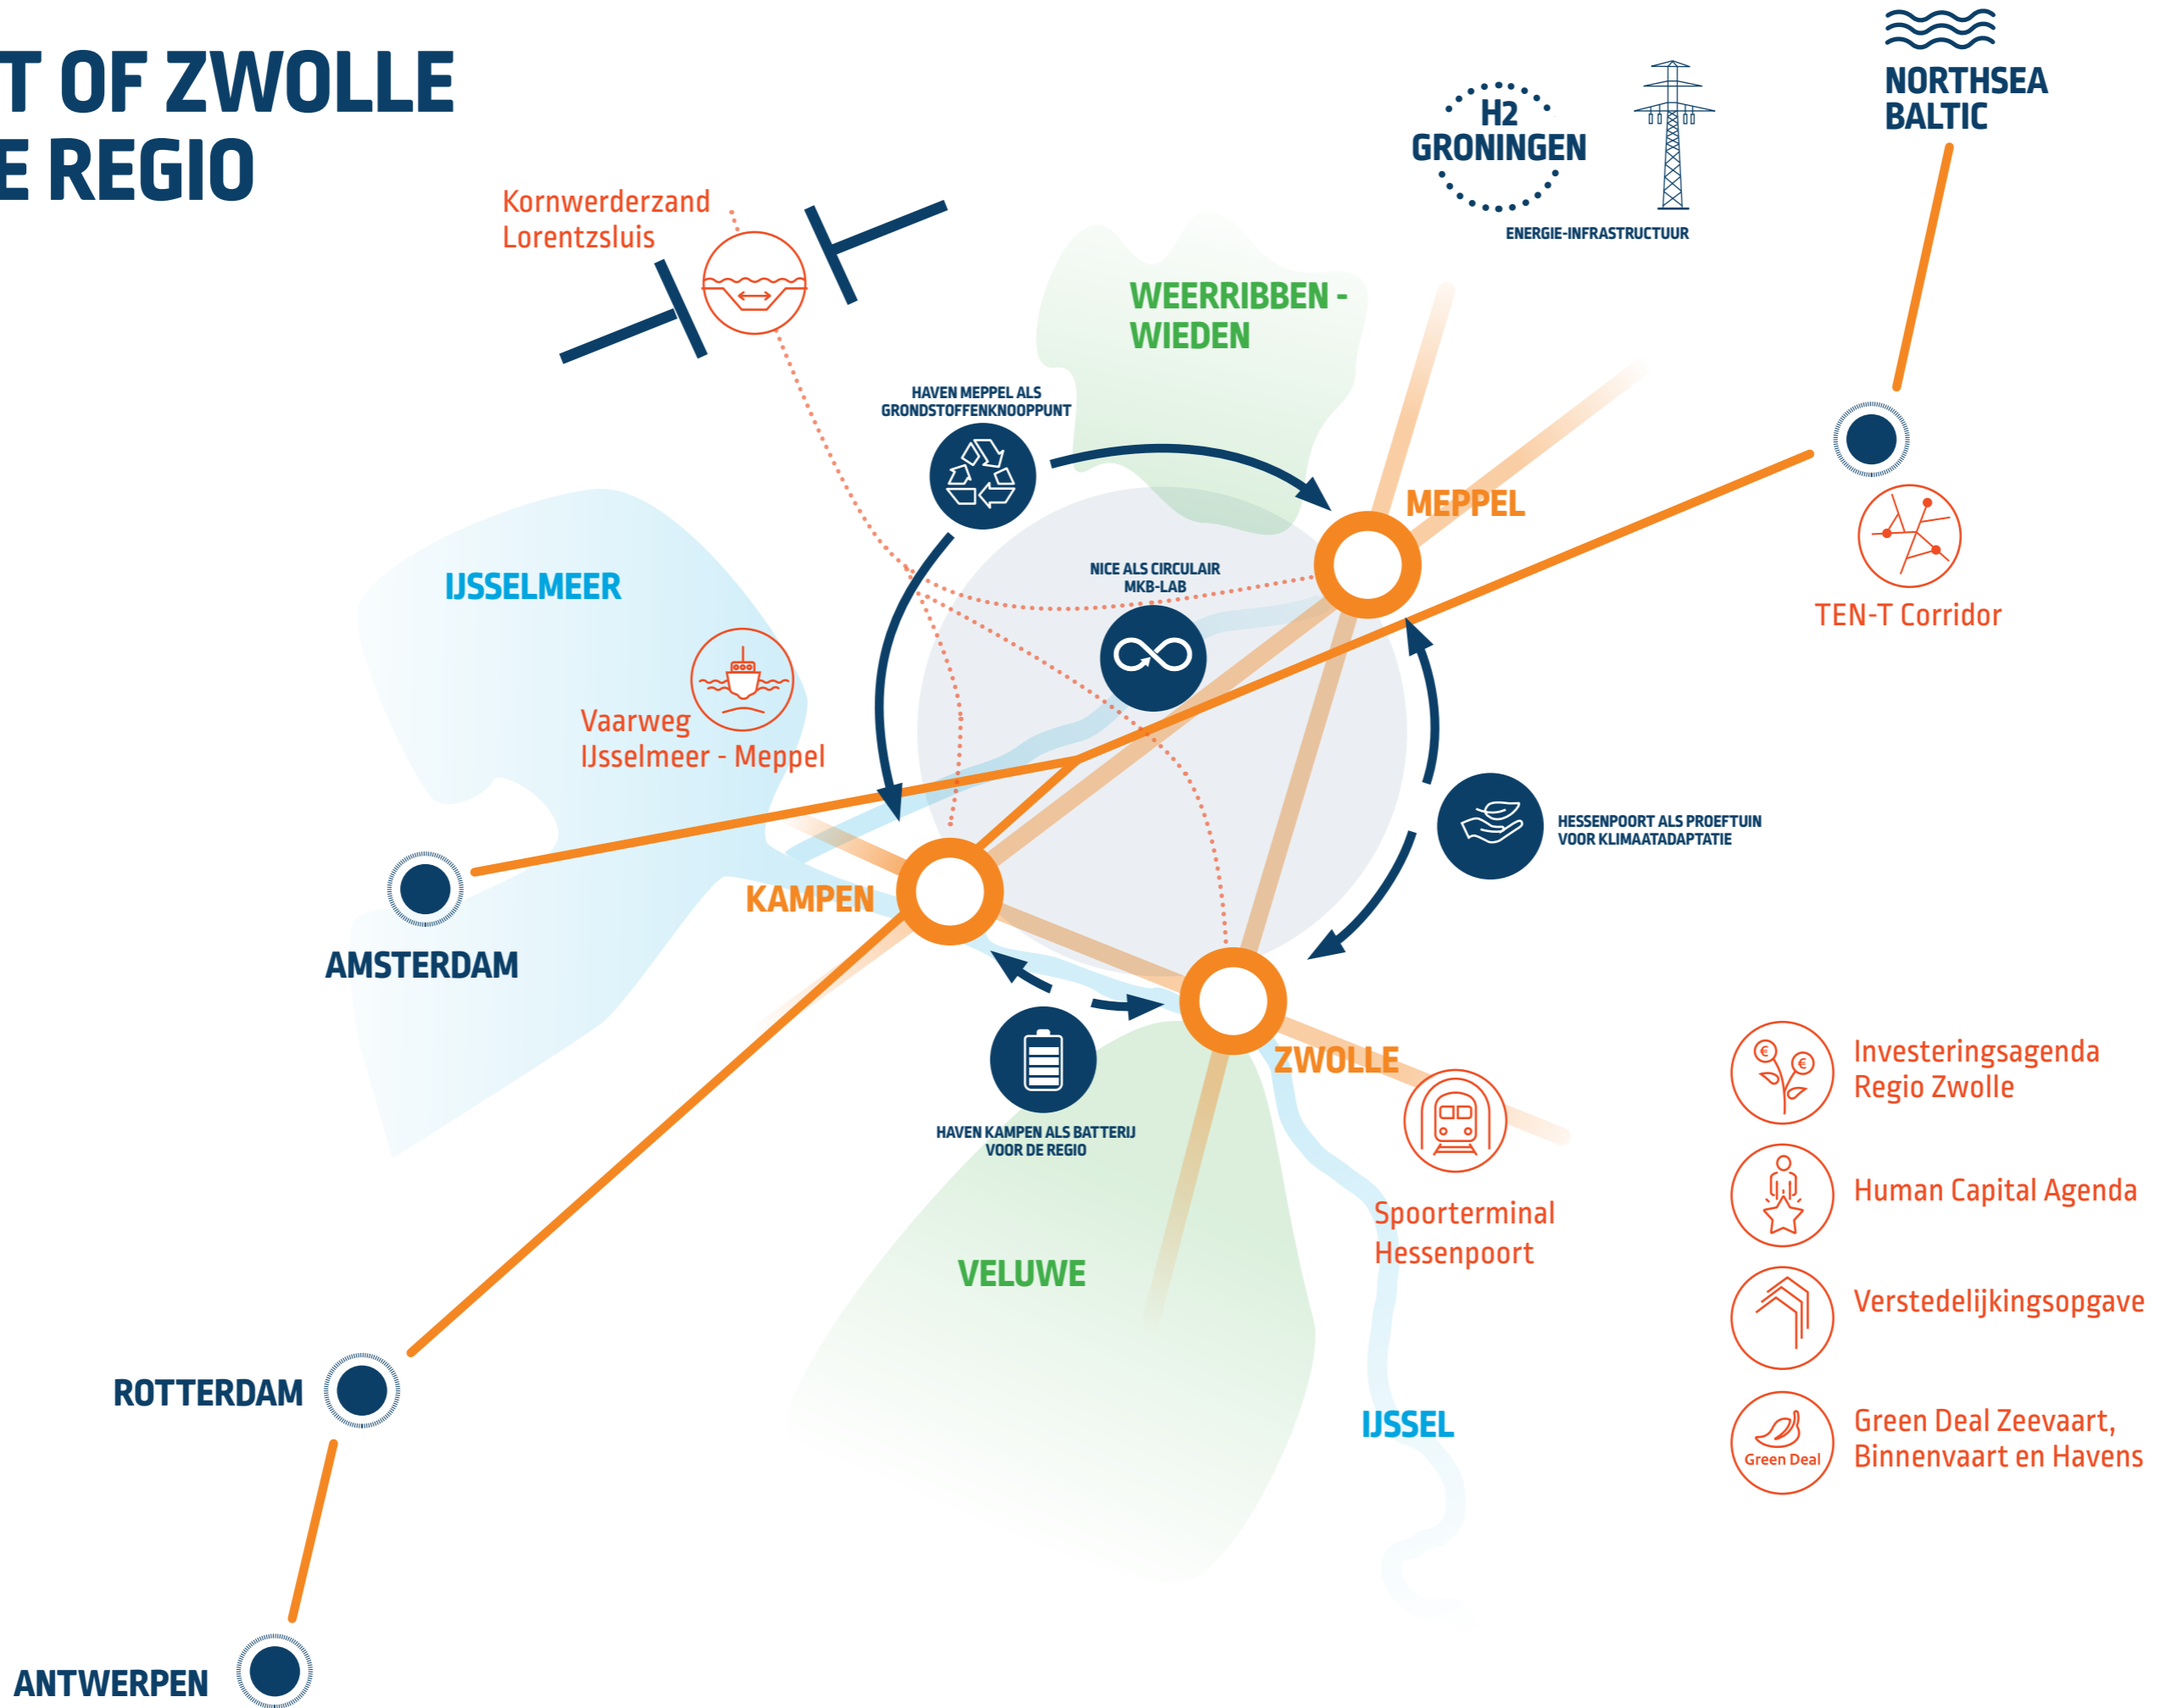 T OF ZWOLLE
E REGIO
NORTHSEA
BALTIC
H2
GRONINGEN
ENERGIE-INFRASTRUCTUUR
Kornwerderzand
Lorentzsluis
WEERRIBBEN -
WIEDEN
HAVEN MEPPEL ALS
GRONDSTOFFENKNOOPPUNT
MEPPEL
NICE ALS CIRCULAIR
MKB-LAB
IJSSELMEER
TEN-T Corridor
Vaarweg
IJsselmeer - Meppel
HESSENPOORT ALS PROEFTUIN
VOOR KLIMAATADAPTATIE
KAMPEN
AMSTERDAM
ZWOLLE
HAVEN KAMPEN ALS BATTERIJ
VOOR DE REGIO
Spoorterminal
Hessenpoort
VELUWE
IJSSEL
ROTTERDAM
ANTWERPEN
€
€
Investeringsagenda
Regio Zwolle
Human Capital Agenda
Verstedelijkingsopgave
Green Deal
Green Deal Zeevaart,
Binnenvaart en Havens